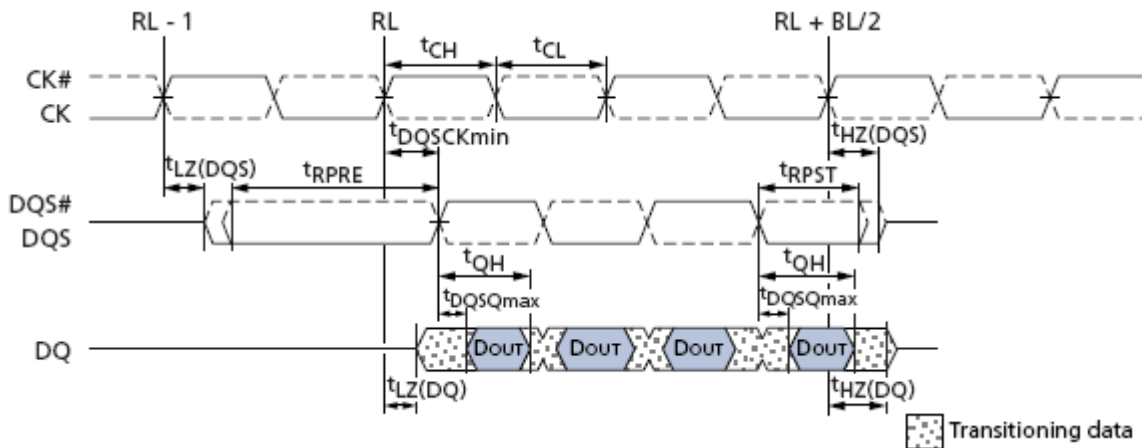 RL - 1 RL RL + BL/2
tCH tCL
CK#
CK
tDQSCKmin tHZ(DQS)
tLZ(DQS) tRPRE tRPST
DQS#
DQS
tQH tQH
tDQSQmax tDQSQmax
DQ DOUT DOUT DOUT DOUT
tLZ(DQ) tHZ(DQ)
Transitioning data